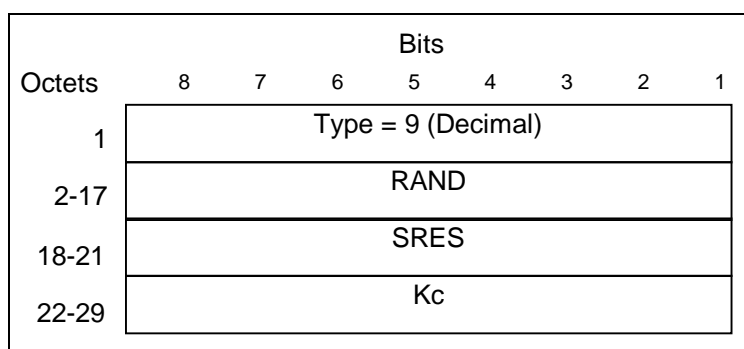 Bits
Octets 8 7 6 5 4 3 2 1
1 Type = 9 (Decimal)
2-17 RAND
18-21 SRES
22-29 Kc